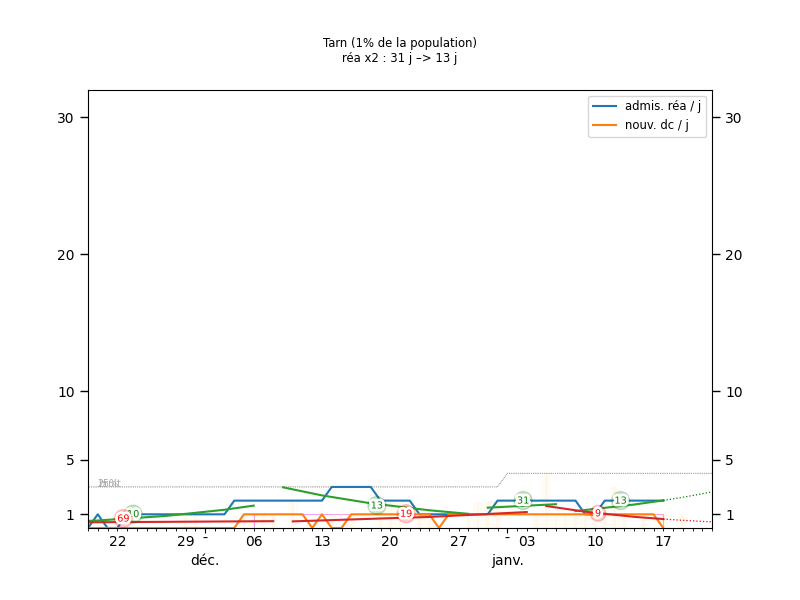 Tarn (1% de la population)
réa x2 : 31 j –> 13 j
admis. réa / j
nouv. dc / j
30 30
20 20
10 10
5 5
1 1
69 10 13 19 31 9 13
22 29 - 06 13 20 27 - 03 10 17
déc. janv.